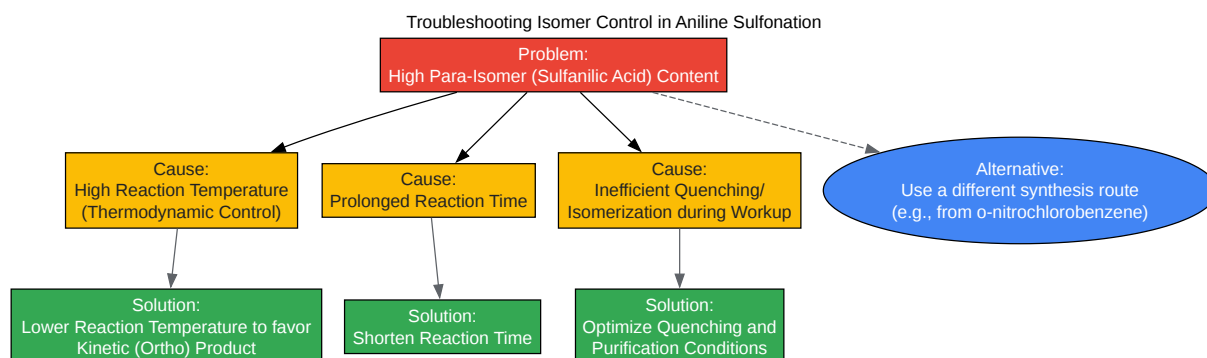 Troubleshooting Isomer Control in Aniline Sulfonation
Problem:
High Para-Isomer (Sulfanilic Acid) Content
Cause:
High Reaction Temperature
(Thermodynamic Control)
Cause:
Prolonged Reaction Time
Cause:
Inefficient Quenching/
Isomerization during Workup
Alternative:
Use a different synthesis route
(e.g., from o-nitrochlorobenzene)
Solution:
Lower Reaction Temperature to favor
Kinetic (Ortho) Product
Solution:
Shorten Reaction Time
Solution:
Optimize Quenching and
Purification Conditions